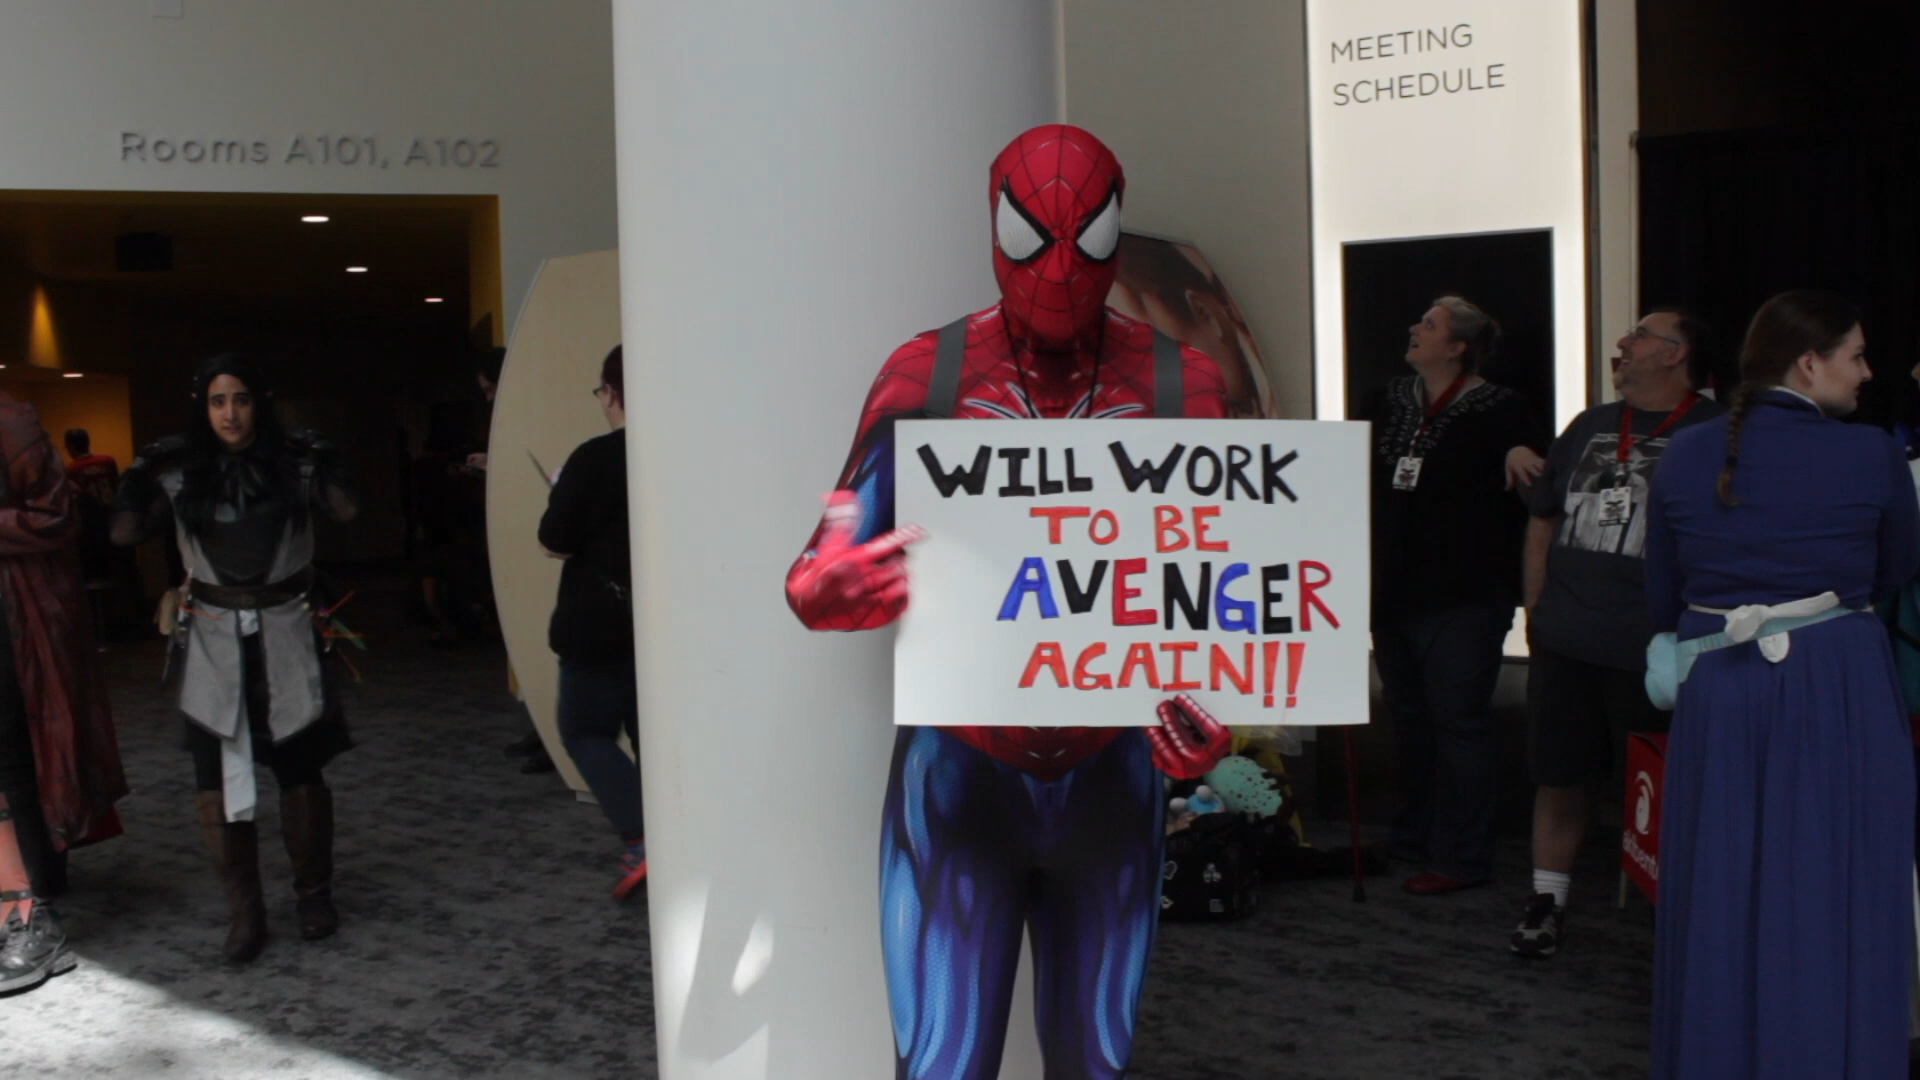 Rooms A101, A102
MEETING
SCHEDULE
WILL WORK
TO BE
AVENGER
AGAIN!!